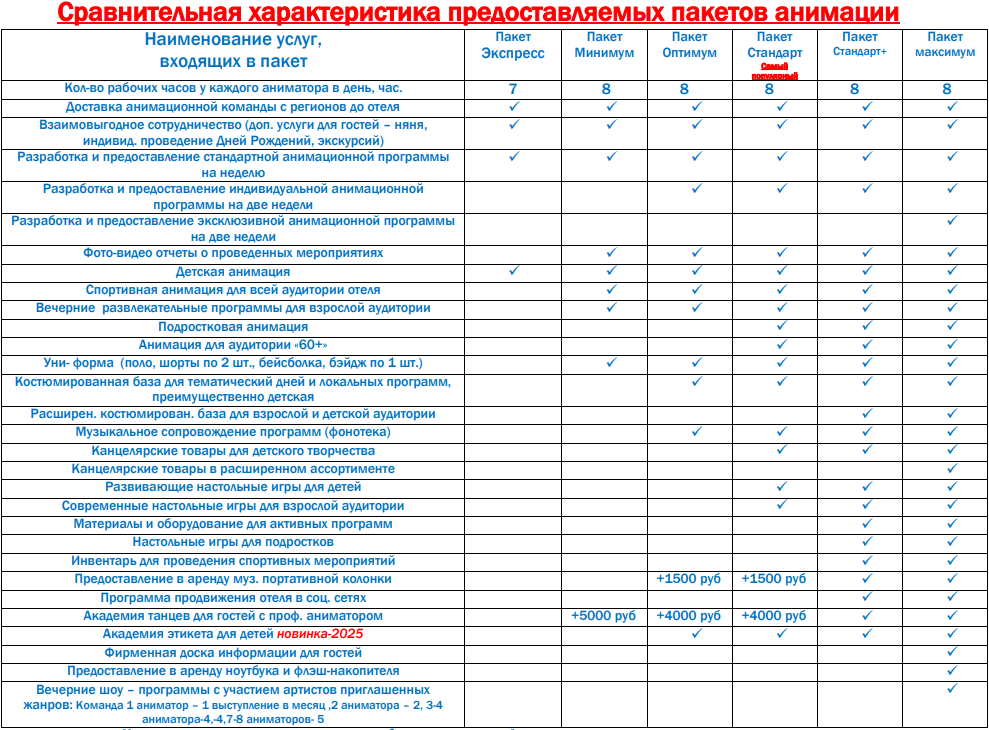 Сравнительная характеристика предоставляемых пакетов анимации
Наименование услуг,
входящих в пакет
Пакет
Экспресс
Пакет
Минимум
Пакет
Оптимум
Пакет
Стандарт
Самый
популярный
Пакет
Стандарт+
Пакет
максимум
Кол-во рабочих часов у каждого аниматора в день, час. 7 8 8 8 8 8
Доставка анимационной команды с регионов до отеля ✓ ✓ ✓ ✓ ✓ ✓
Взаимовыгодное сотрудничество (доп. услуги для гостей – няня, ✓ ✓ ✓ ✓ ✓ ✓
индивид. проведение Дней Рождений, экскурсий)
Разработка и предоставление стандартной анимационной программы ✓ ✓ ✓ ✓ ✓ ✓
на неделю
Разработка и предоставление индивидуальной анимационной ✓ ✓ ✓ ✓
программы на две недели
Разработка и предоставление эксклюзивной анимационной программы ✓
на две недели
Фото-видео отчеты о проведенных мероприятиях ✓ ✓ ✓ ✓ ✓
Детская анимация ✓ ✓ ✓ ✓ ✓ ✓
Спортивная анимация для всей аудитории отеля ✓ ✓ ✓ ✓ ✓
Вечерние развлекательные программы для взрослой аудитории ✓ ✓ ✓ ✓ ✓
Подростковая анимация ✓ ✓ ✓
Анимация для аудитории «60+» ✓ ✓ ✓
Уни- форма (поло, шорты по 2 шт., бейсболка, бэйдж по 1 шт.) ✓ ✓ ✓ ✓ ✓
Костюмированная база для тематический дней и локальных программ, ✓ ✓ ✓ ✓
преимущественно детская
Расширен. костюмирован. база для взрослой и детской аудитории ✓ ✓
Музыкальное сопровождение программ (фонотека) ✓ ✓ ✓ ✓
Канцелярские товары для детского творчества ✓ ✓ ✓
Канцелярские товары в расширенном ассортименте ✓
Развивающие настольные игры для детей ✓ ✓ ✓
Современные настольные игры для взрослой аудитории ✓ ✓ ✓
Материалы и оборудование для активных программ ✓ ✓
Настольные игры для подростков ✓ ✓
Инвентарь для проведения спортивных мероприятий ✓ ✓
Предоставление в аренду муз. портативной колонки +1500 руб +1500 руб ✓ ✓
Программа продвижения отеля в соц. сетях ✓ ✓
Академия танцев для гостей с проф. аниматором +5000 руб +4000 руб +4000 руб ✓ ✓
Академия этикета для детей новинка-2025 ✓ ✓ ✓ ✓
Фирменная доска информации для гостей ✓
Предоставление в аренду ноутбука и флэш-накопителя ✓
Вечерние шоу – программы с участием артистов приглашенных ✓
жанров: Команда 1 аниматор – 1 выступление в месяц ,2 аниматора – 2, 3-4
аниматора-4,-4,7-8 аниматоров- 5